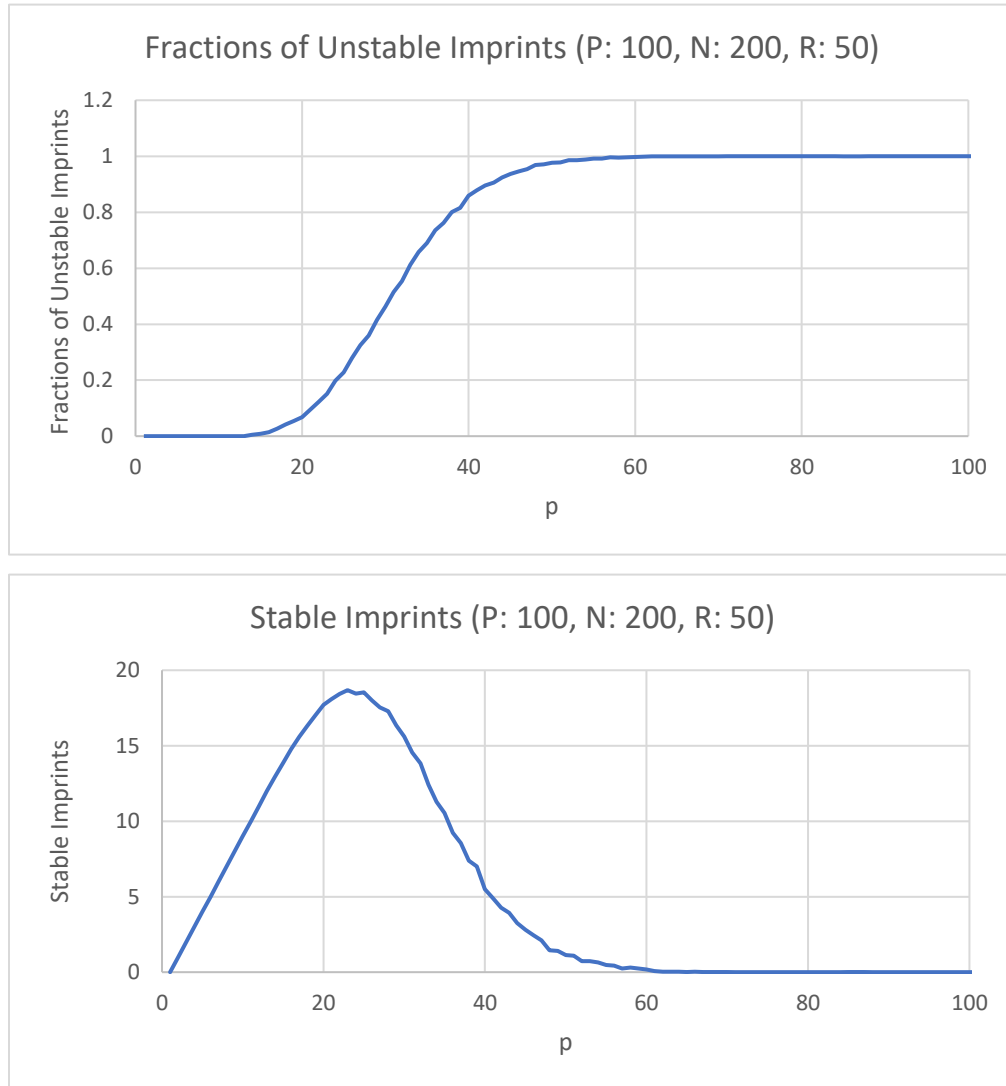 Fractions of Unstable Imprints (P: 100, N: 200, R: 50)
Fractions of Unstable Imprints
1.2
1
0.8
0.6
0.4
0.2
0
0 20 40 60 80 100
p
Stable Imprints (P: 100, N: 200, R: 50)
Stable Imprints
20
15
10
5
0
0 20 40 60 80 100
p